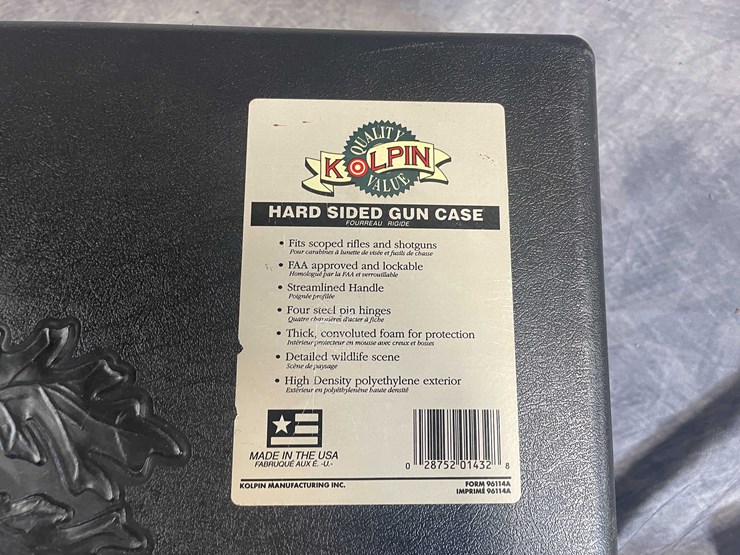 QUALITY
KOLPIN
VALUE
HARD SIDED GUN CASE
FOURREAU RIGIDE
• Fits scoped rifles and shotguns
Pour carabines à lunette de visée et fusils de chasse
• FAA approved and lockable
Homologué par la FAA et verrouillable
• Streamlined Handle
Poignée profilée
• Four steel pin hinges
Quatre charnières d'acier à fiche
• Thick, convoluted foam for protection
Intérieur protecteur en mousse avec creux et bosses
• Detailed wildlife scene
Scène de paysage
• High Density polyethylene exterior
Extérieur en polyéthylenène haute densité
MADE IN THE USA
FABRUQUÉ AUX É. -U.-
0 28752 01432 8
KOLPIN MANUFACTURING INC.
FORM 96114A
IMPRIMÉ 96114A